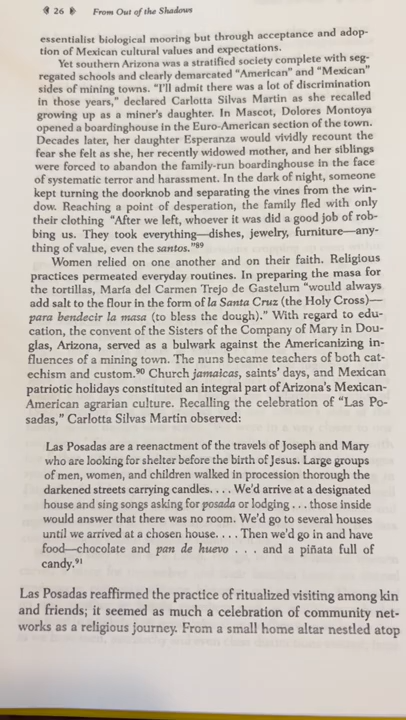 26 From Out of the Shadows
essentialist biological mooring but through acceptance and adop-
tion of Mexican cultural values and expectations.
Yet southern Arizona was a stratified society complete with seg-
regated schools and clearly demarcated “American” and “Mexican”
sides of mining towns. “I’ll admit there was a lot of discrimination
in those years,” declared Carlotta Silvas Martin as she recalled
growing up as a miner’s daughter. In Mascot, Dolores Montoya
opened a boardinghouse in the Euro-American section of the town.
Decades later, her daughter Esperanza would vividly recount the
fear she felt as she, her recently widowed mother, and her siblings
were forced to abandon the family-run boardinghouse in the face
of systematic terror and harassment. In the dark of night, someone
kept turning the doorknob and separating the vines from the win-
dow. Reaching a point of desperation, the family fled with only
their clothing “After we left, whoever it was did a good job of rob-
bing us. They took everything—dishes, jewelry, furniture—any-
thing of value, even the santos.”89
Women relied on one another and on their faith. Religious
practices permeated everyday routines. In preparing the masa for
the tortillas, María del Carmen Trejo de Gastelum “would always
add salt to the flour in the form of la Santa Cruz (the Holy Cross)—
para bendecir la masa (to bless the dough).” With regard to edu-
cation, the convent of the Sisters of the Company of Mary in Dou-
glas, Arizona, served as a bulwark against the Americanizing in-
fluences of a mining town. The nuns became teachers of both cat-
echism and custom.90 Church jamaicas, saints’ days, and Mexican
patriotic holidays constituted an integral part of Arizona’s Mexican-
American agrarian culture. Recalling the celebration of “Las Po-
sadas,” Carlotta Silvas Martin observed:
Las Posadas are a reenactment of the travels of Joseph and Mary
who are looking for shelter before the birth of Jesus. Large groups
of men, women, and children walked in procession thorough the
darkened streets carrying candles. . . . We’d arrive at a designated
house and sing songs asking for posada or lodging . . . those inside
would answer that there was no room. We’d go to several houses
until we arrived at a chosen house. . . . Then we’d go in and have
food—chocolate and pan de huevo . . . and a piñata full of
candy.91
Las Posadas reaffirmed the practice of ritualized visiting among kin
and friends; it seemed as much a celebration of community net-
works as a religious journey. From a small home altar nestled atop